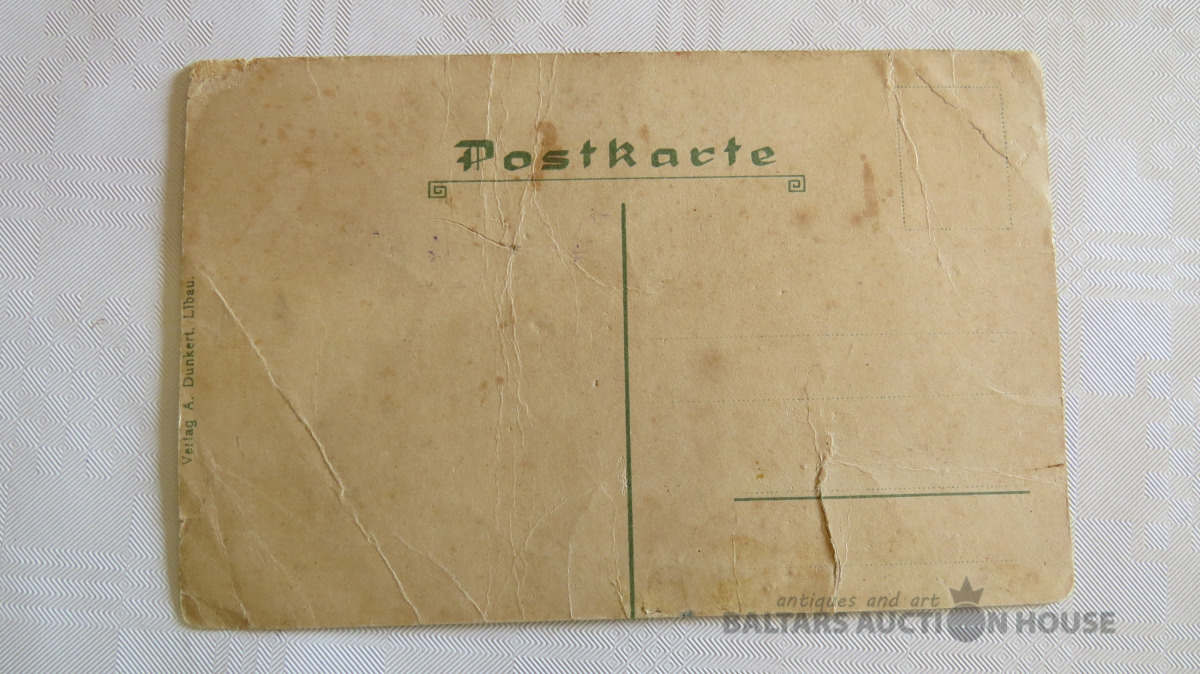 Postkarte
Verlag A. Dunkert, Libau.
antiques and art
BALTARS AUCTION HOUSE